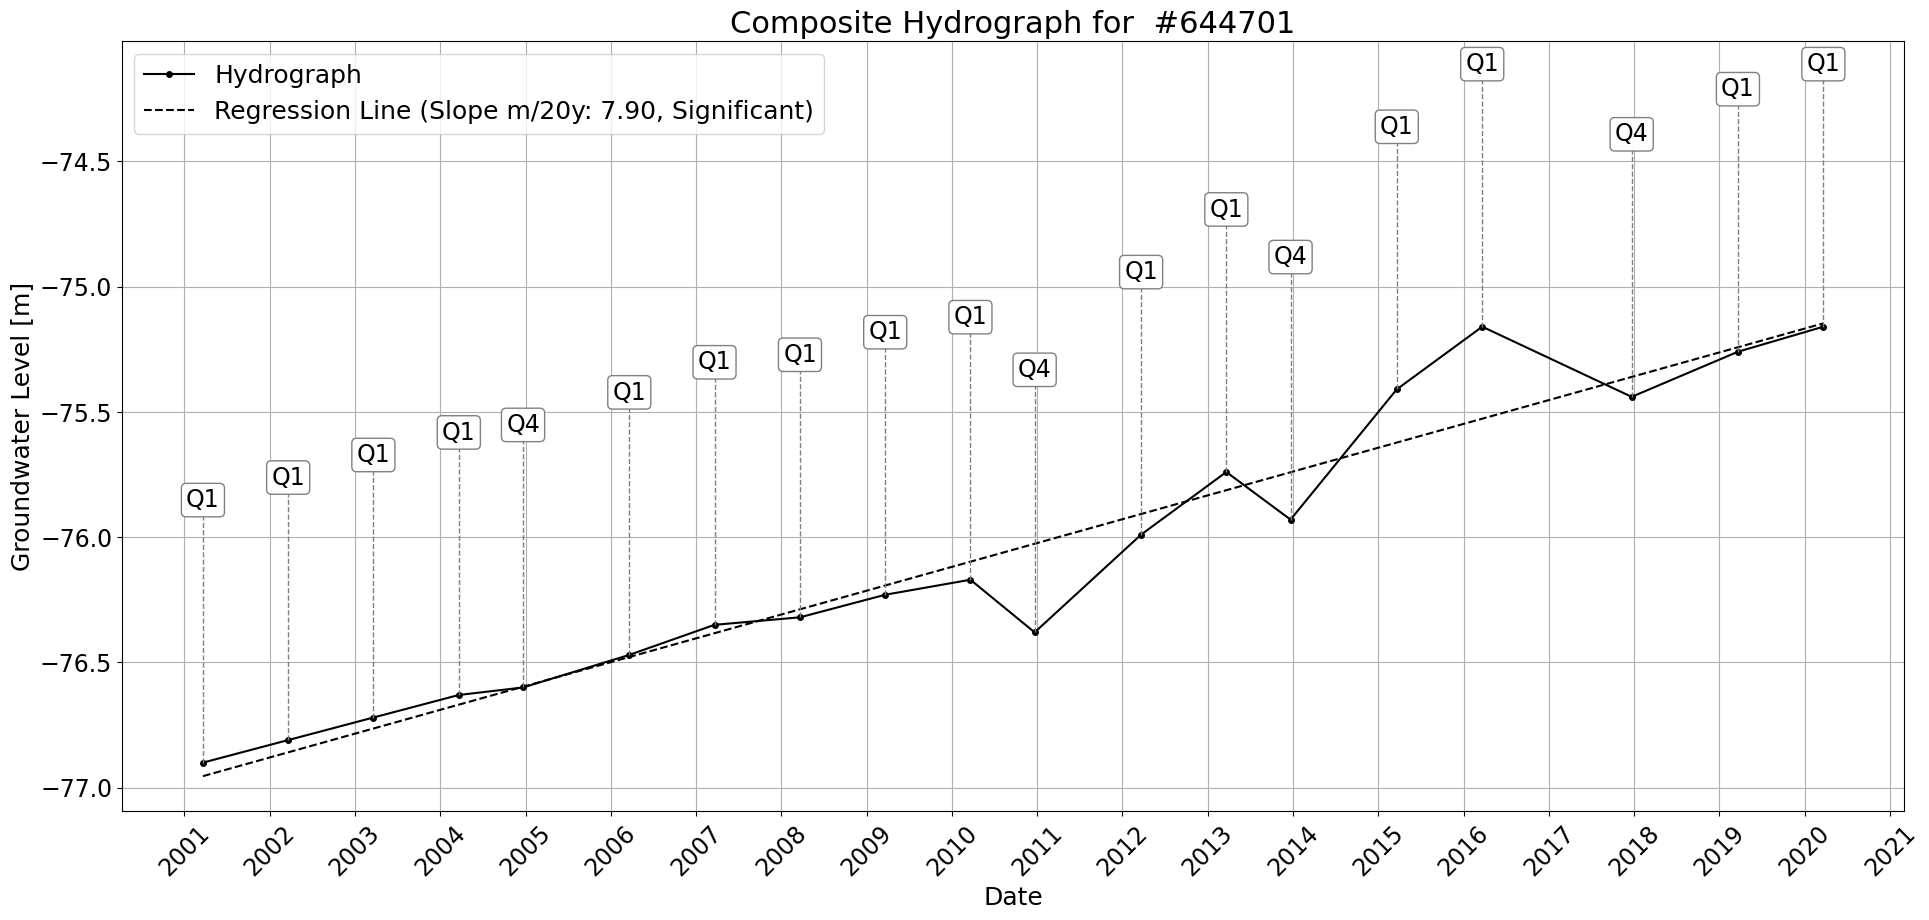 Composite Hydrograph for  #644701
Hydrograph
Regression Line (Slope m/20y: 7.90, Significant)
Q1
Q1
Q1
Q1
Q4
Q1
Q1
Q1
Q1
Q1
Q4
Q1
Q1
Q4
Q1
Q1
Q4
Q1
Q1
Groundwater Level [m]
−74.5
−75.0
−75.5
−76.0
−76.5
−77.0
2001
2002
2003
2004
2005
2006
2007
2008
2009
2010
2011
2012
2013
2014
2015
2016
2017
2018
2019
2020
2021
Date